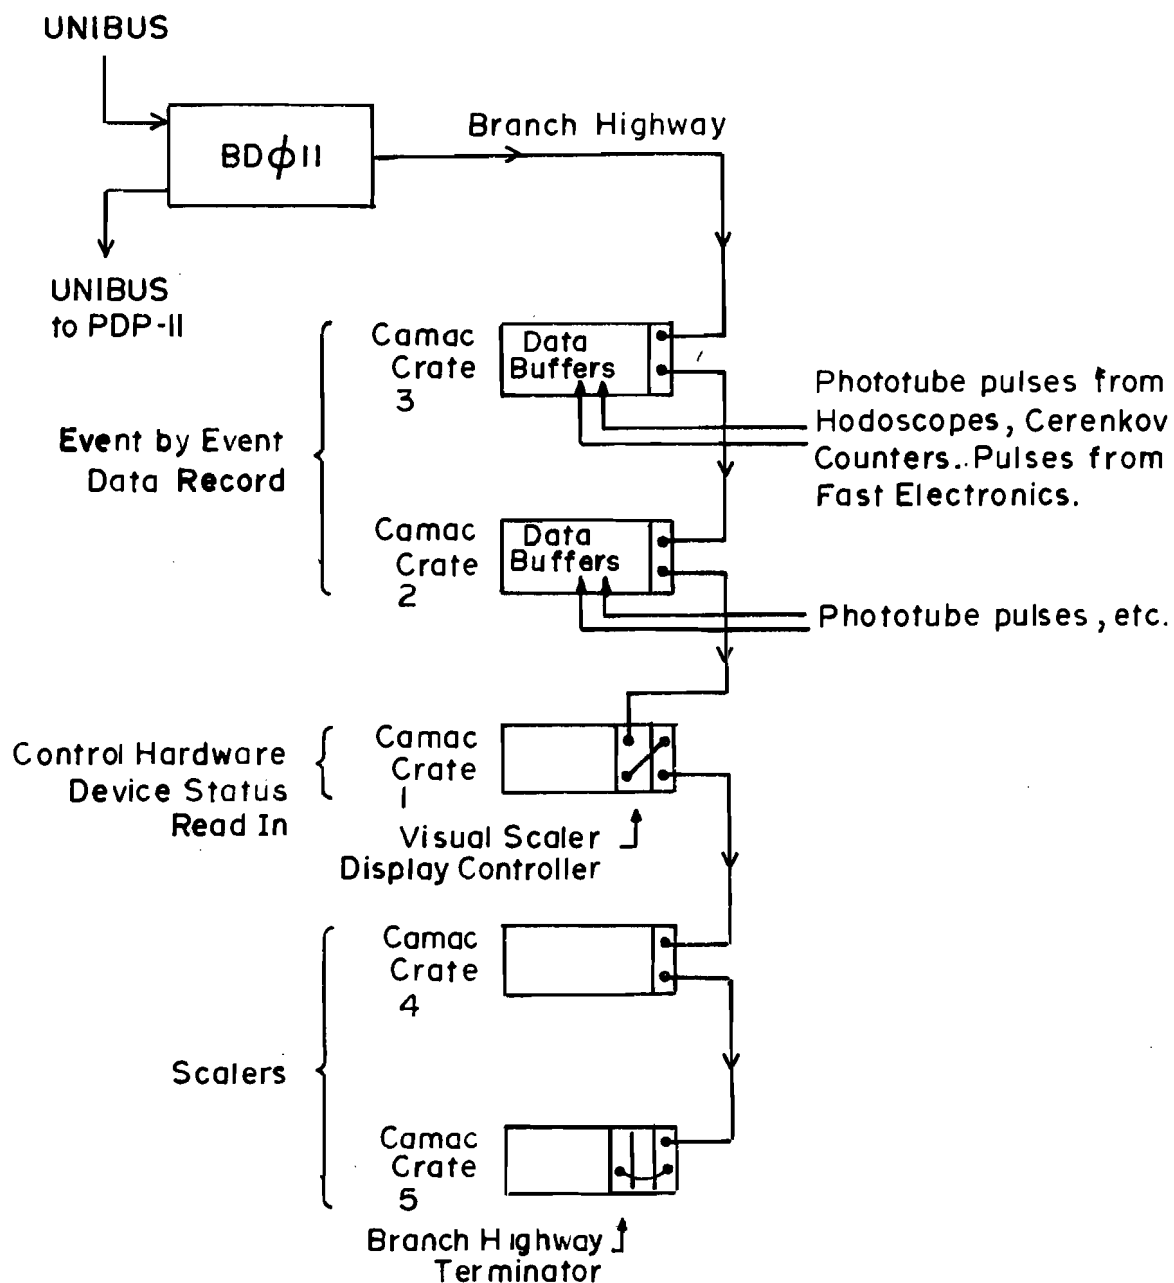 UNIBUS
BDϕ11
Branch Highway
UNIBUS
to PDP-11
Camac
Crate
3
Data
Buffers
Event by Event
Data Record
Phototube pulses from
Hodoscopes, Cerenkov
Counters. Pulses from
Fast Electronics.
Camac
Crate
2
Data
Buffers
Phototube pulses, etc.
Control Hardware
Device Status
Read In
Camac
Crate
1
Visual Scaler
Display Controller
Camac
Crate
4
Scalers
Camac
Crate
5
Branch Highway
Terminator